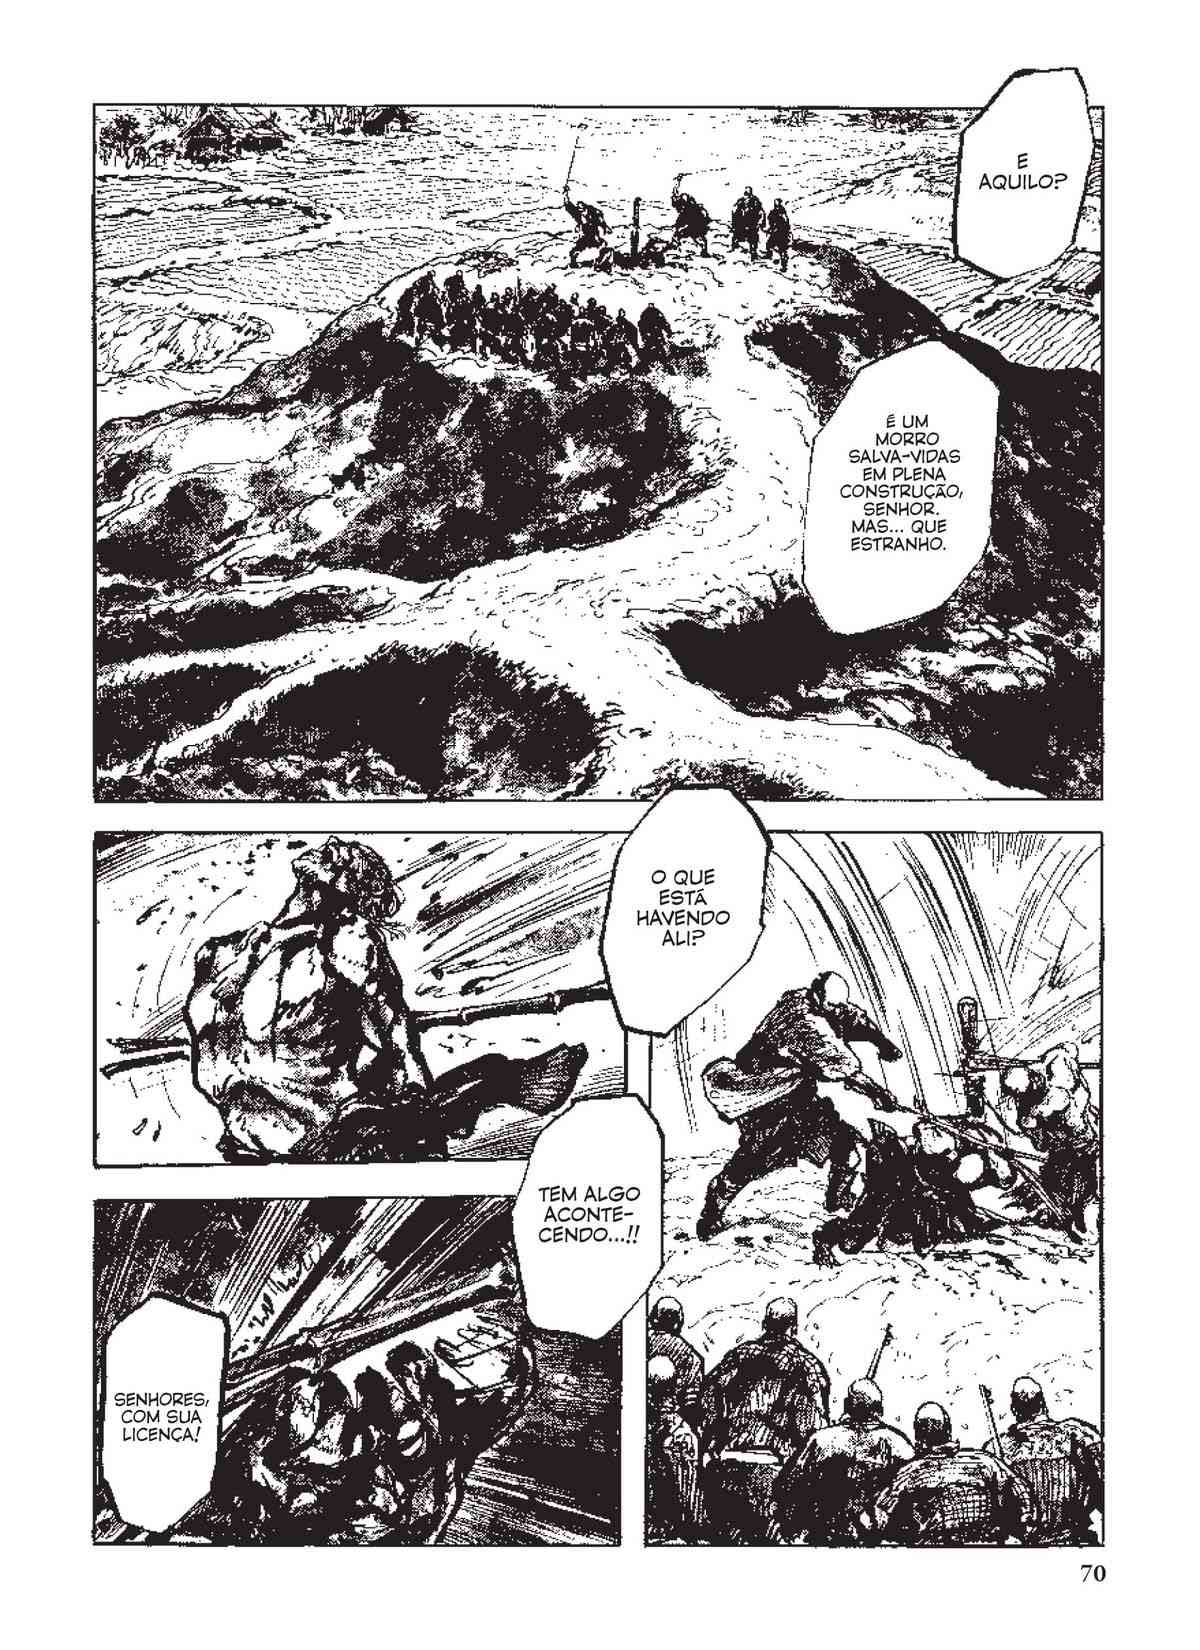 E
AQUILO?
É UM
MORRO
SALVA-VIDAS
EM PLENA
CONSTRUÇÃO,
SENHOR.
MAS... QUE
ESTRANHO.
O QUE
ESTÁ
HAVENDO
ALI?
TEM ALGO
ACONTE-
CENDO...!!
SENHORES,
COM SUA
LICENÇA!
70